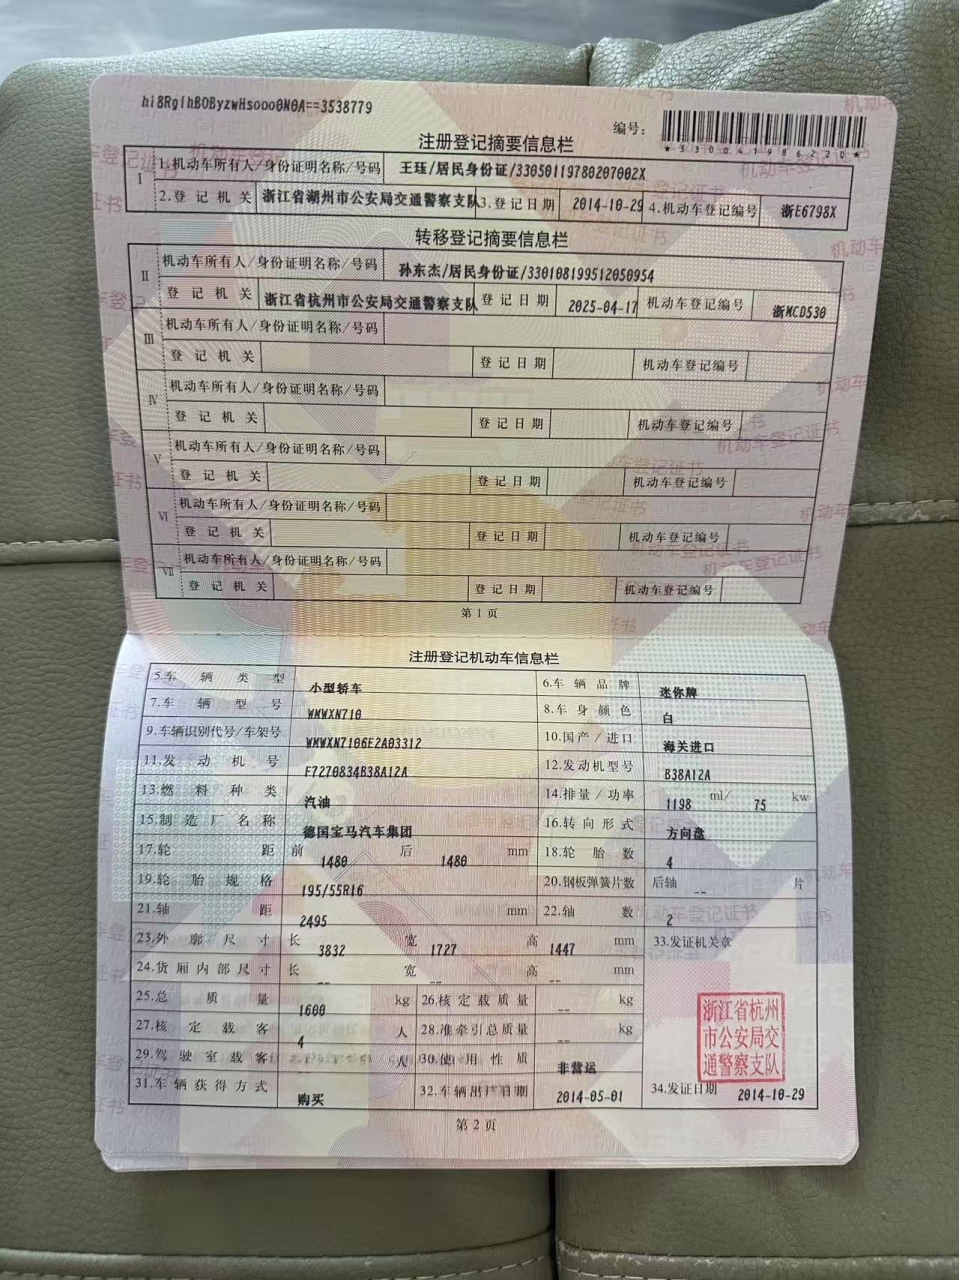 hi8RglhBOByzwHsooo0N0A==3538779
编号:
*330041986220*
注册登记摘要信息栏
I 1.机动车所有人/身份证明名称/号码 王珏/居民身份证/33050119780207002X
2.登记机关 浙江省湖州市公安局交通警察支队 3.登记日期 2014-10-29 4.机动车登记编号 浙E6798X
转移登记摘要信息栏
II 机动车所有人/身份证明名称/号码 孙东杰/居民身份证/330108199512050954
登记机关 浙江省杭州市公安局交通警察支队 登记日期 2025-04-17 机动车登记编号 浙MCD530
III 机动车所有人/身份证明名称/号码
登记机关 登记日期 机动车登记编号
IV 机动车所有人/身份证明名称/号码
登记机关 登记日期 机动车登记编号
V 机动车所有人/身份证明名称/号码
登记机关 登记日期 机动车登记编号
VI 机动车所有人/身份证明名称/号码
登记机关 登记日期 机动车登记编号
VII 机动车所有人/身份证明名称/号码
登记机关 登记日期 机动车登记编号
第1页
注册登记机动车信息栏
5.车辆类型 小型轿车 6.车辆品牌 迷你牌
7.车辆型号 WMWXN710 8.车身颜色 白
9.车辆识别代号/车架号 WMWXN7106F2A03312 10.国产/进口 海关进口
11.发动机号 F7270834B38A12A 12.发动机型号 B38A12A
13.燃料种类 汽油 14.排量/功率 1198 ml/ 75 kw
15.制造厂名称 德国宝马汽车集团 16.转向形式 方向盘
17.轮距 前 1480 后 1480 mm 18.轮胎数 4
19.轮胎规格 195/55R16 20.钢板弹簧片数 后轴 -- 片
21.轴距 2495 mm 22.轴数 2
23.外廓尺寸 长 3832 宽 1727 高 1447 mm 33.发证机关章
24.货厢内部尺寸 长 -- 宽 -- 高 -- mm
25.总质量 1600 kg 26.核定载质量 -- kg
27.核定载客 4 人 28.准牵引总质量 -- kg
29.驾驶室载客 -- 人 30.使用性质 非营运
31.车辆获得方式 购买 32.车辆出厂日期 2014-05-01 34.发证日期 2014-10-29
浙江省杭州
市公安局交
通警察支队
第2页